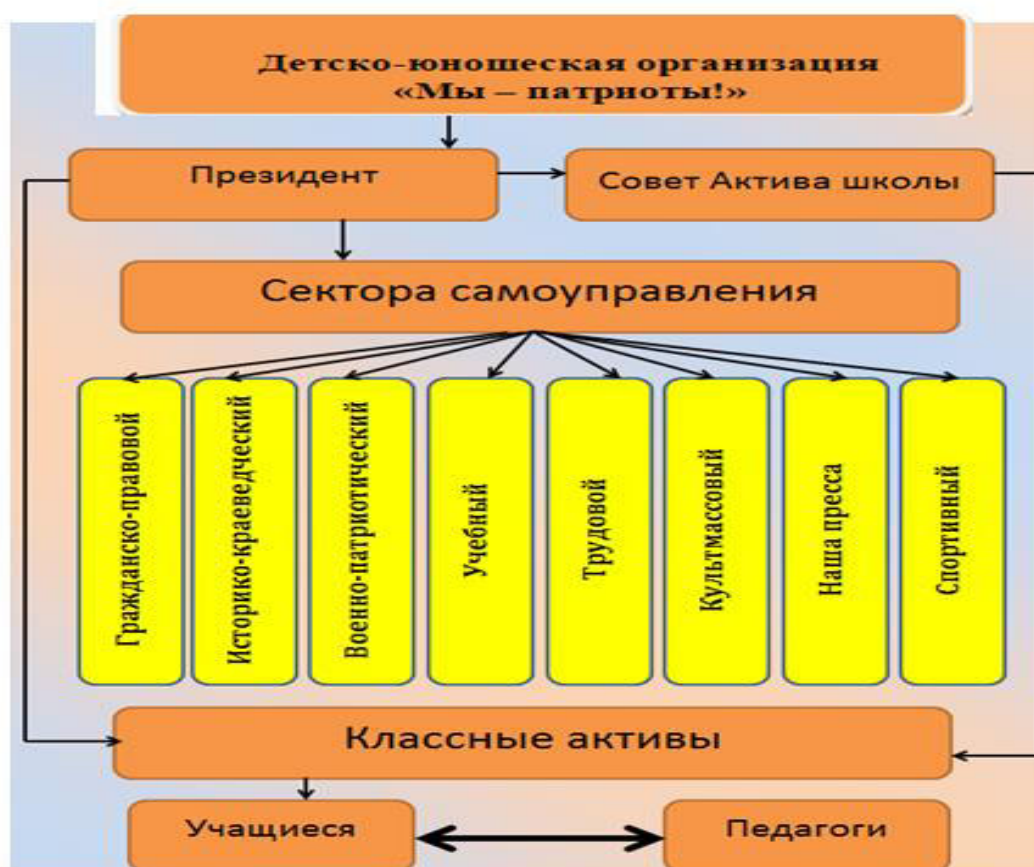 Детско-юношеская организация
«Мы – патриоты!»
Президент
Совет Актива школы
Сектора самоуправления
Гражданско-правовой
Историко-краеведческий
Военно-патриотический
Учебный
Трудовой
Культмассовый
Наша пресса
Спортивный
Классные активы
Учащиеся
Педагоги